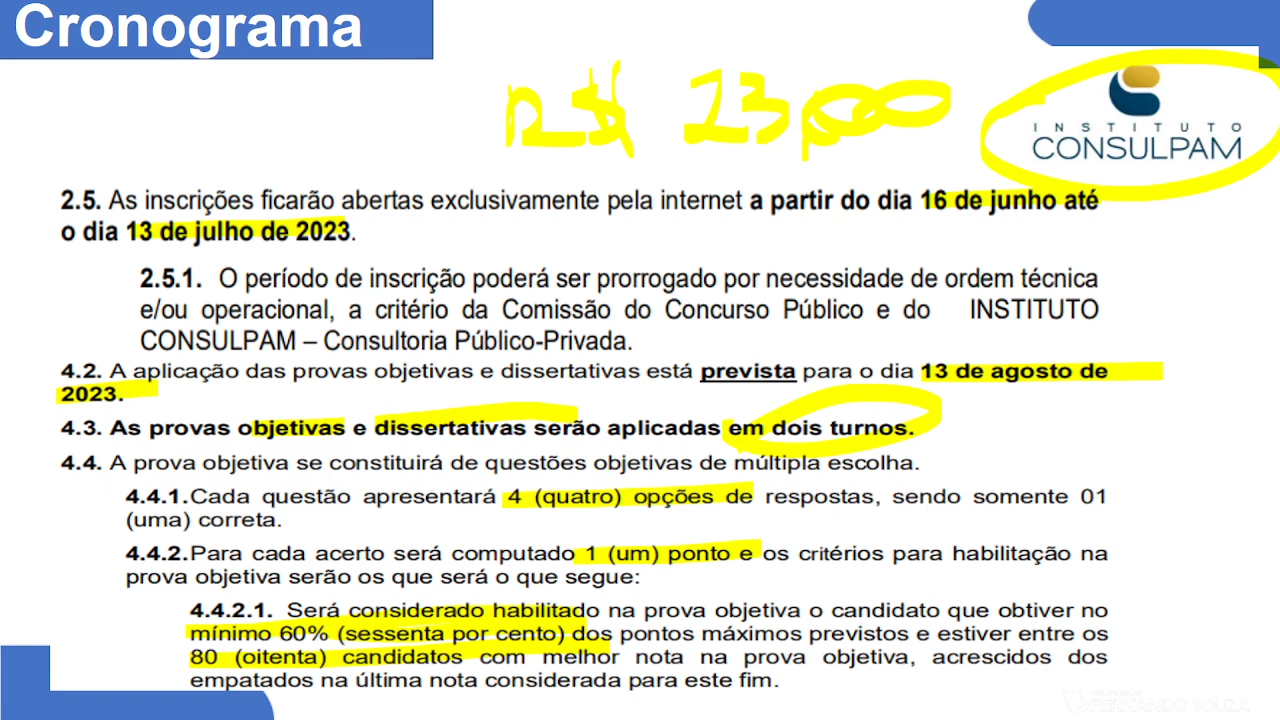 Cronograma
R$ 23,00
INSTITUTO
CONSULPAM
2.5. As inscrições ficarão abertas exclusivamente pela internet a partir do dia 16 de junho até
o dia 13 de julho de 2023.
2.5.1. O período de inscrição poderá ser prorrogado por necessidade de ordem técnica
e/ou operacional, a critério da Comissão do Concurso Público e do INSTITUTO
CONSULPAM – Consultoria Público-Privada.
4.2. A aplicação das provas objetivas e dissertativas está prevista para o dia 13 de agosto de
2023.
4.3. As provas objetivas e dissertativas serão aplicadas em dois turnos.
4.4. A prova objetiva se constituirá de questões objetivas de múltipla escolha.
4.4.1.Cada questão apresentará 4 (quatro) opções de respostas, sendo somente 01
(uma) correta.
4.4.2.Para cada acerto será computado 1 (um) ponto e os critérios para habilitação na
prova objetiva serão os que será o que segue:
4.4.2.1. Será considerado habilitado na prova objetiva o candidato que obtiver no
mínimo 60% (sessenta por cento) dos pontos máximos previstos e estiver entre os
80 (oitenta) candidatos com melhor nota na prova objetiva, acrescidos dos
empatados na última nota considerada para este fim.
FERNANDO SOUZA